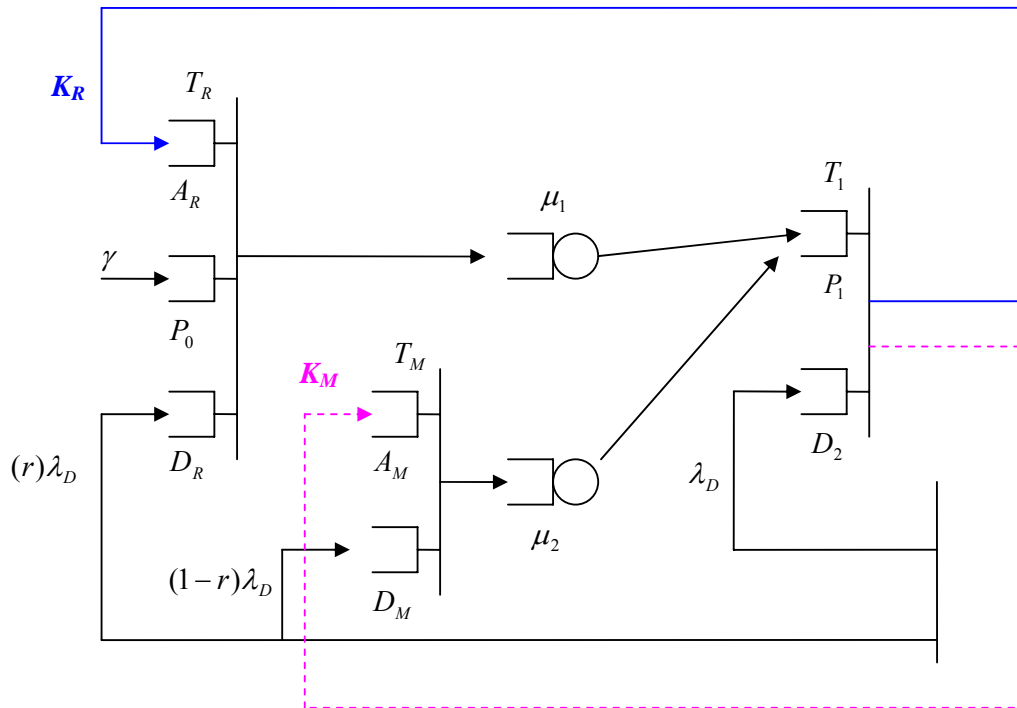 K_R
T_R
A_R
γ
P_0
D_R
(r)λ_D
K_M
T_M
A_M
(1−r)λ_D
D_M
μ_1
μ_2
T_1
P_1
D_2
λ_D